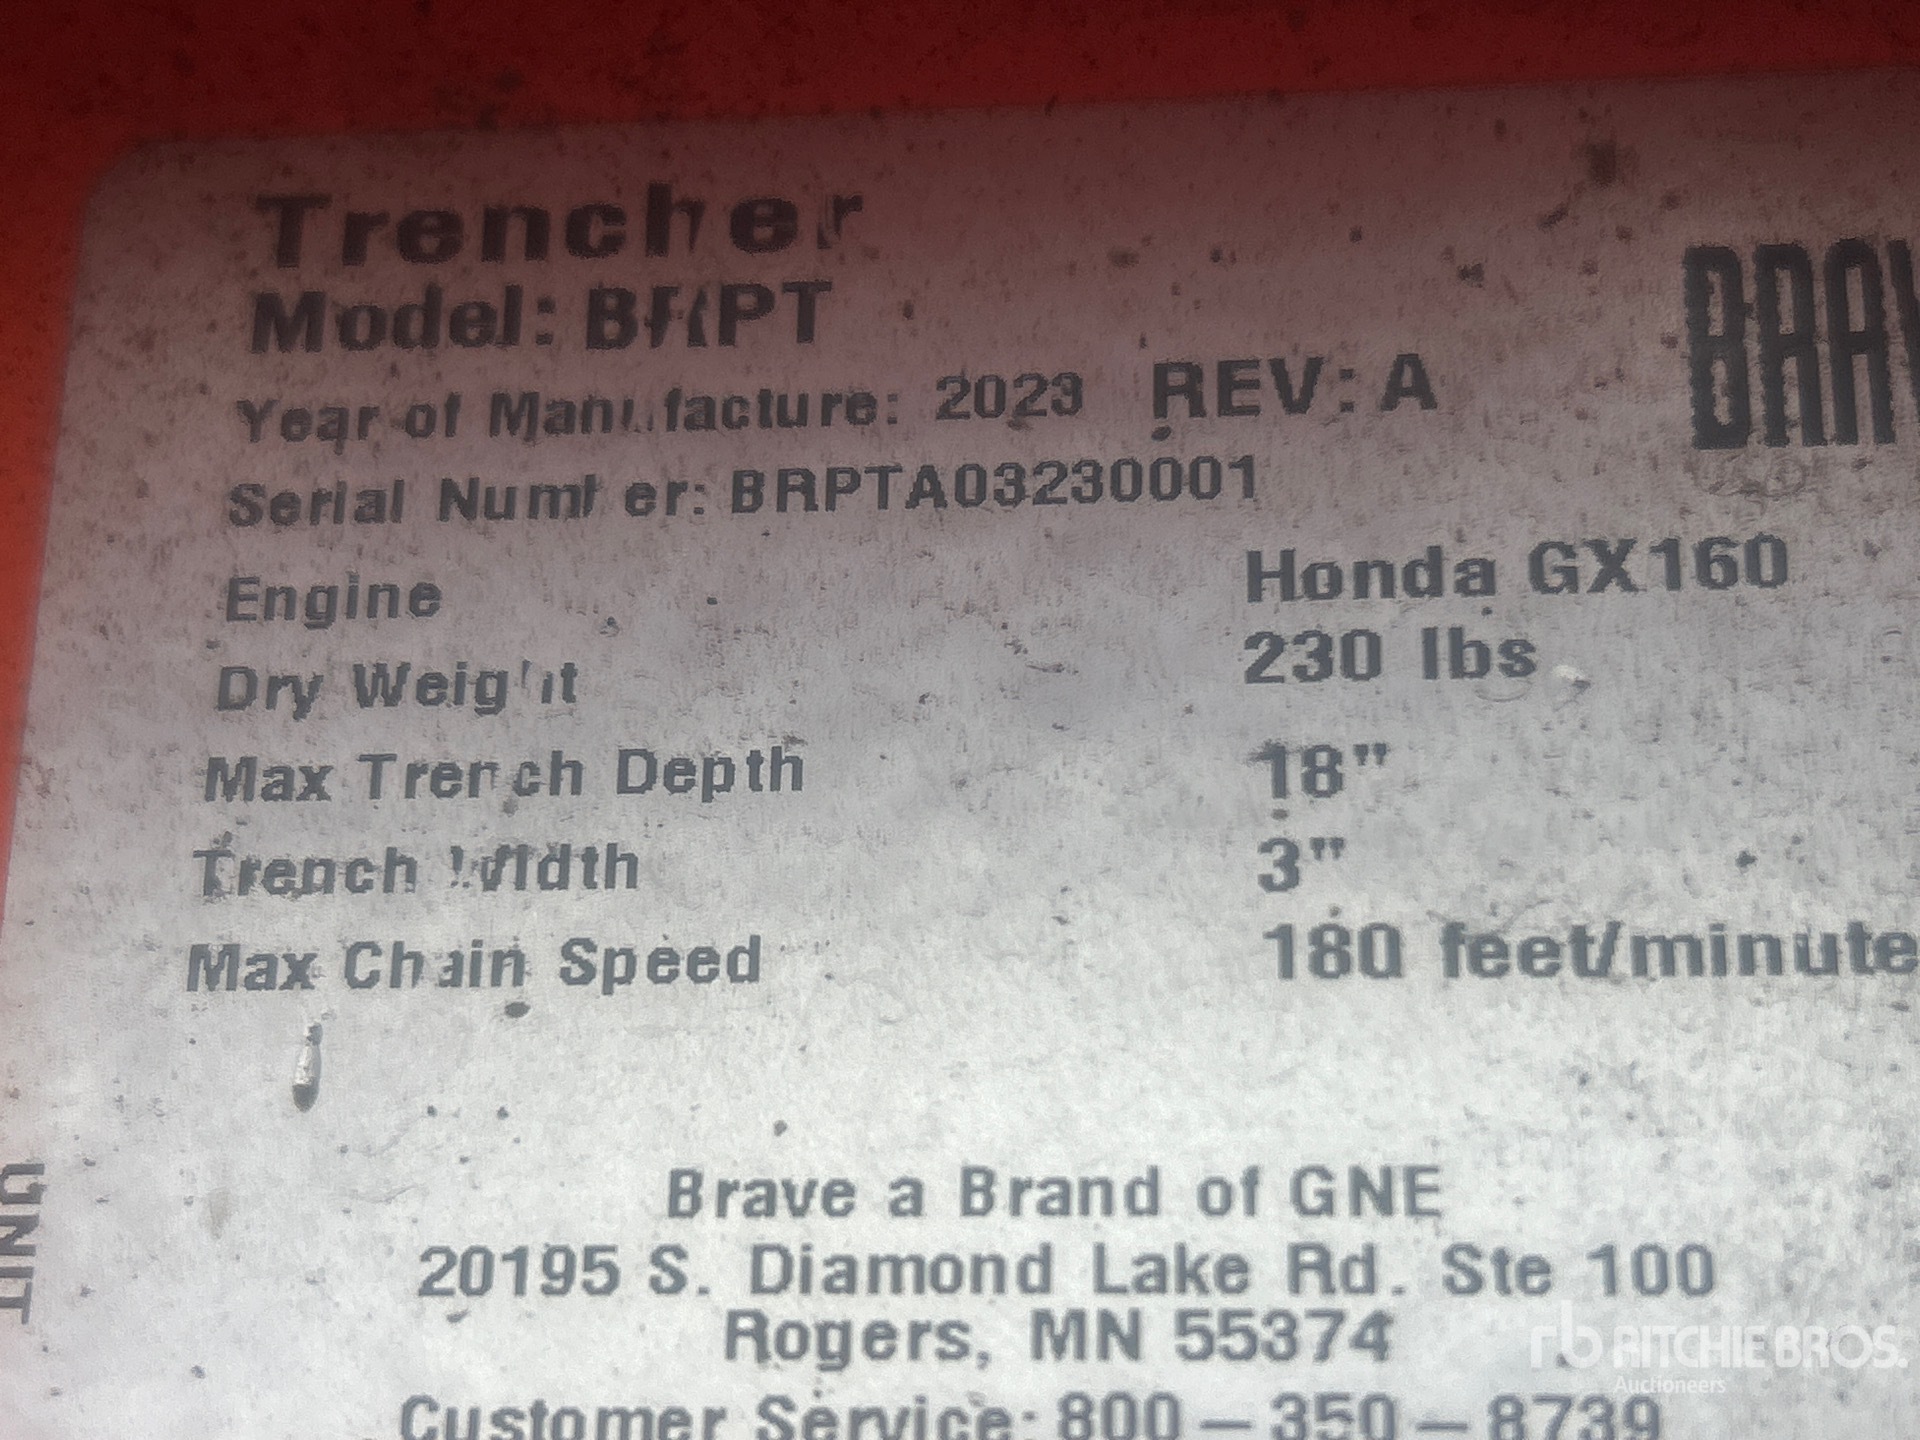 Trencher
Model: BRPT
BRAV
Year of Manufacture: 2023 REV: A
Serial Number: BRPTA03230001
Engine Honda GX160
Dry Weight 230 lbs
Max Trench Depth 18"
Trench Width 3"
Max Chain Speed 180 feet/minute
UNIT
Brave a Brand of GNE
20195 S. Diamond Lake Rd. Ste 100
Rogers, MN 55374
Customer Service: 800-350-8739
rb RITCHIE BROS.
Auctioneers